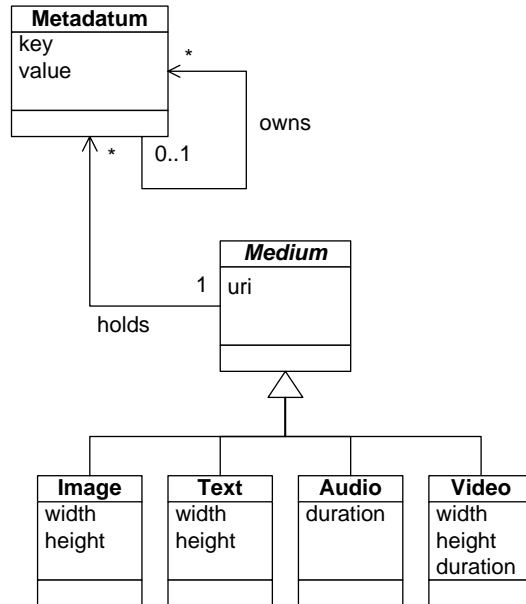 Metadatum
key
value
*
owns
*
0..1
Medium
uri
1
holds
Image
width
height
Text
width
height
Audio
duration
Video
width
height
duration